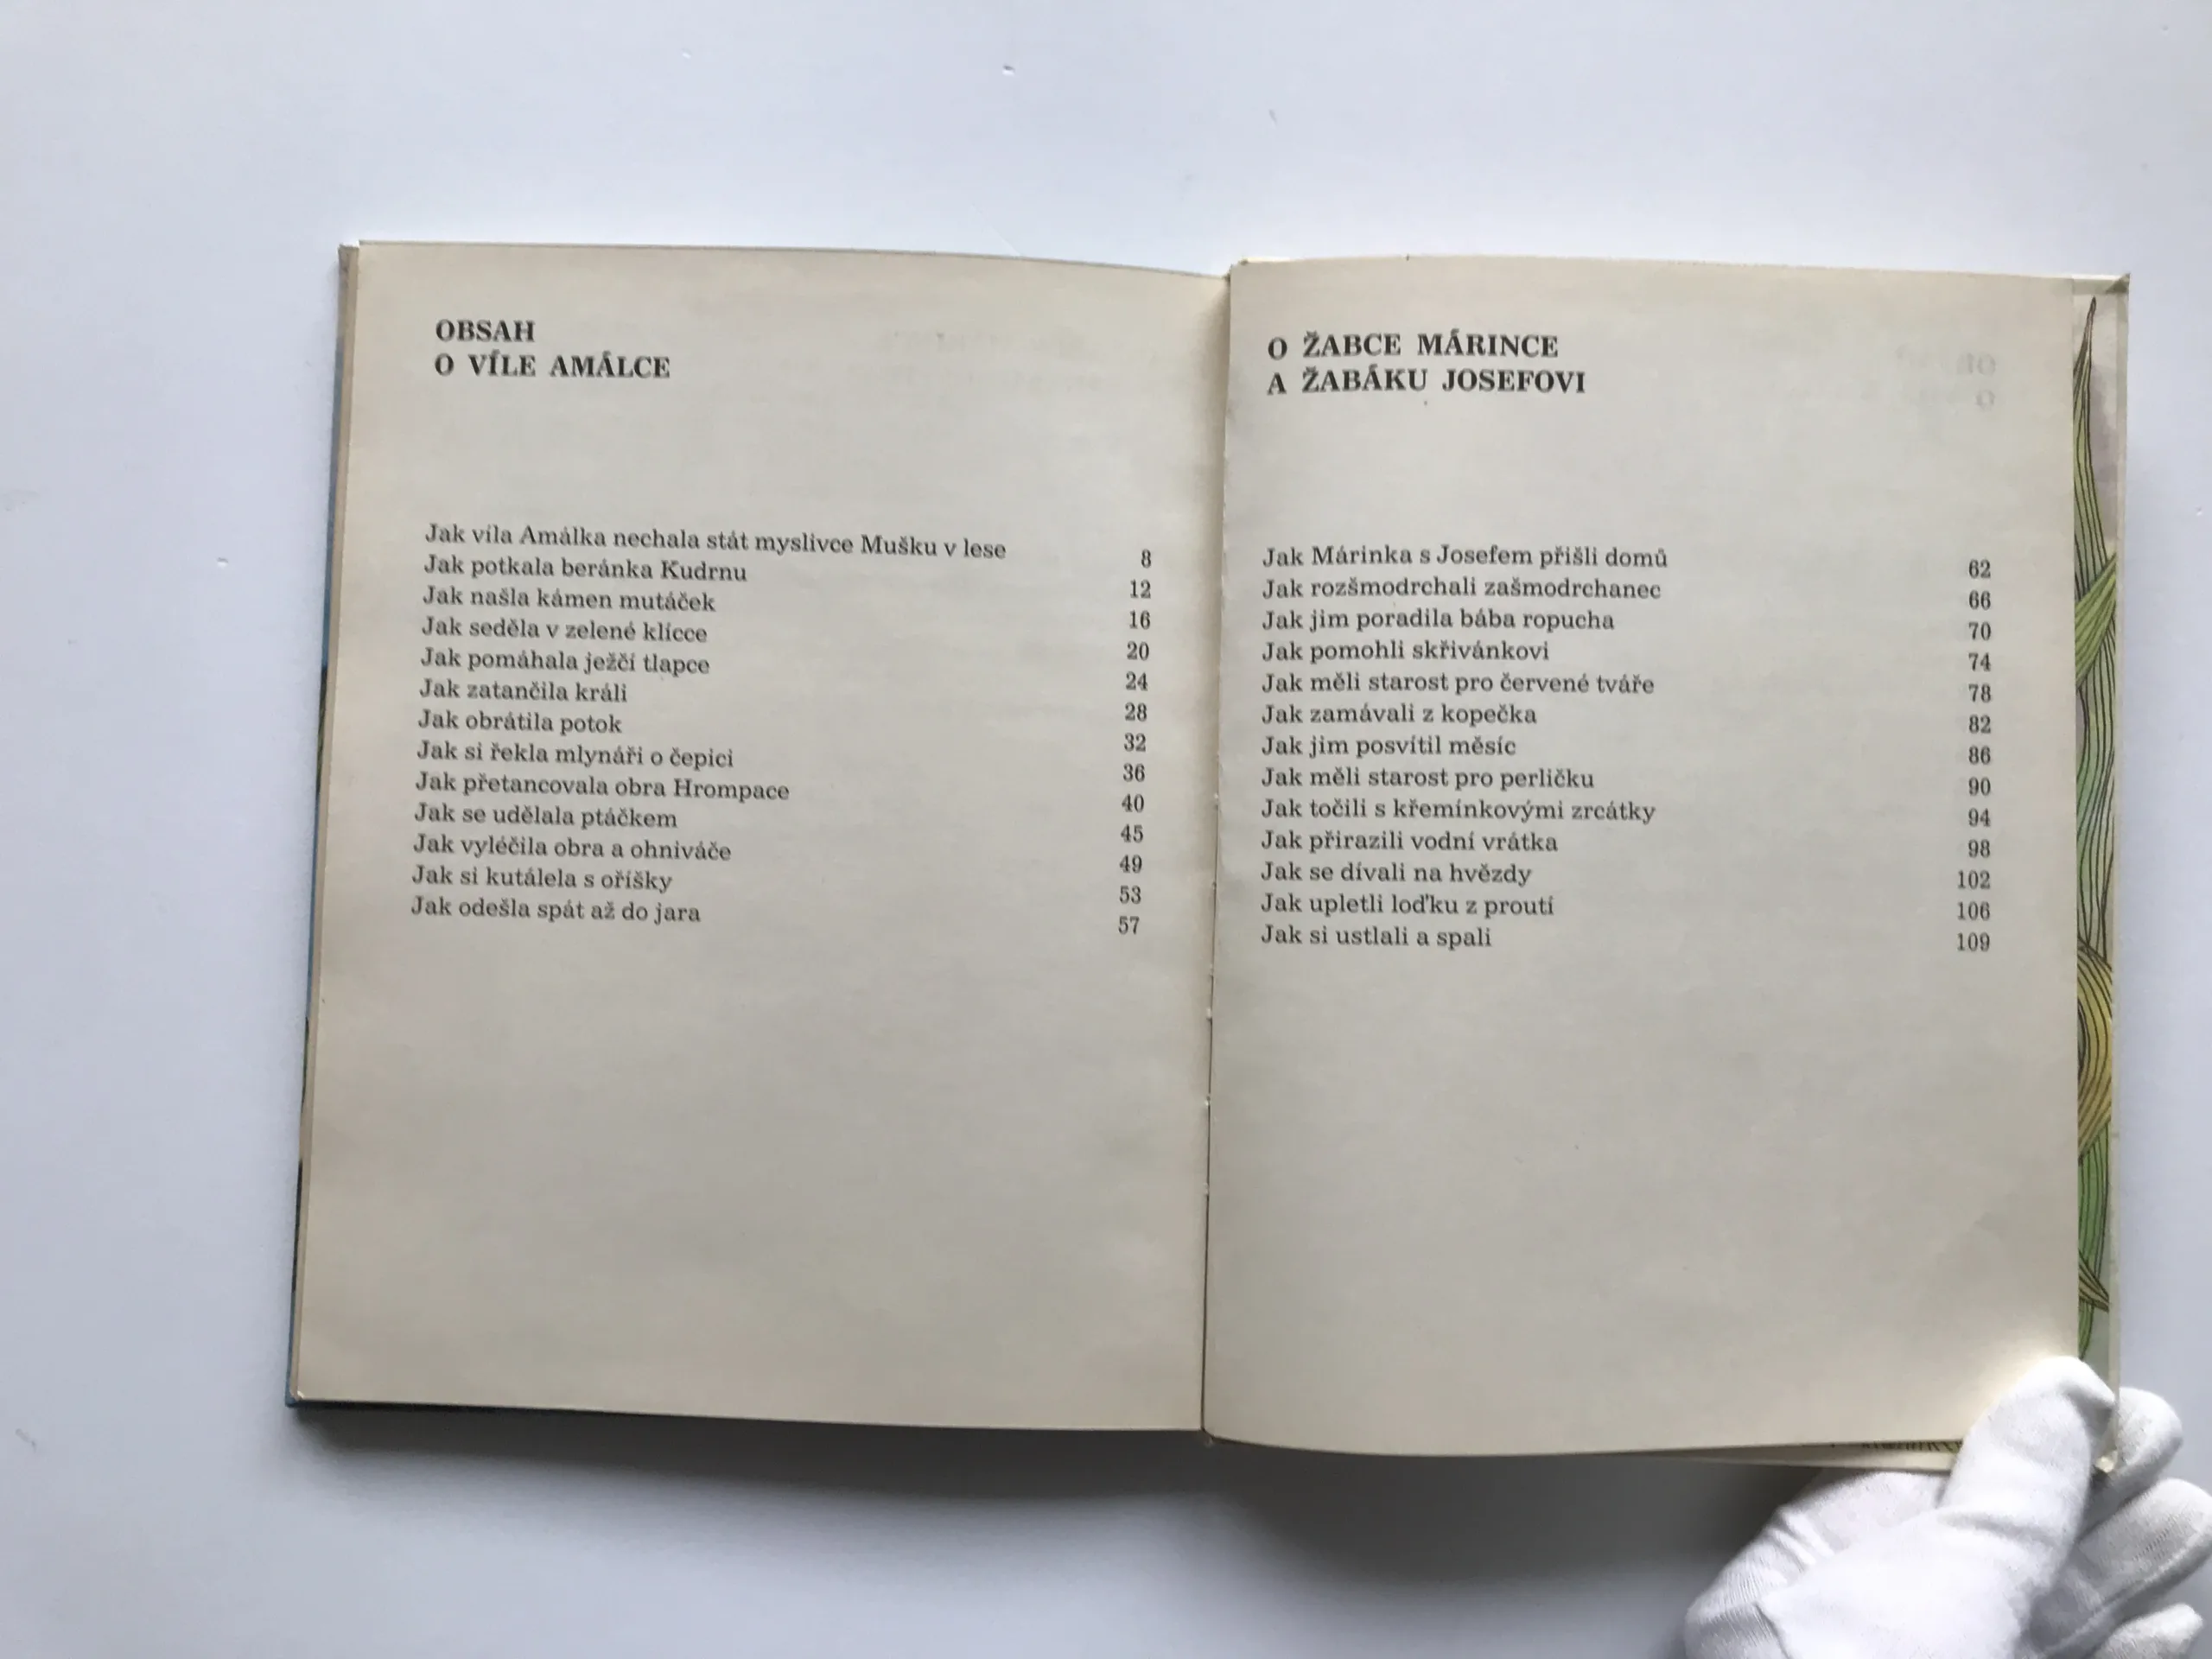 OBSAH
O VÍLE AMÁLCE
Jak víla Amálka nechala stát myslivce Mušku v lese 8
Jak potkala beránka Kudrnu 12
Jak našla kámen mutáček 16
Jak seděla v zelené klícce 20
Jak pomáhala ježčí tlapce 24
Jak zatančila králi 28
Jak obrátila potok 32
Jak si řekla mlynáři o čepici 36
Jak přetancovala obra Hrompace 40
Jak se udělala ptáčkem 45
Jak vyléčila obra a ohniváče 49
Jak si kutálela s oříšky 53
Jak odešla spát až do jara 57
O ŽABCE MÁRINCE
A ŽABÁKU JOSEFOVI
Jak Márinka s Josefem přišli domů 62
Jak rozšmodrchali zašmodrchanec 66
Jak jim poradila bába ropucha 70
Jak pomohli skřivánkovi 74
Jak měli starost pro červené tváře 78
Jak zamávali z kopečka 82
Jak jim posvítil měsíc 86
Jak měli starost pro perličku 90
Jak točili s křemínkovými zrcátky 94
Jak přirazili vodní vrátka 98
Jak se dívali na hvězdy 102
Jak upletli loďku z proutí 106
Jak si ustlali a spali 109